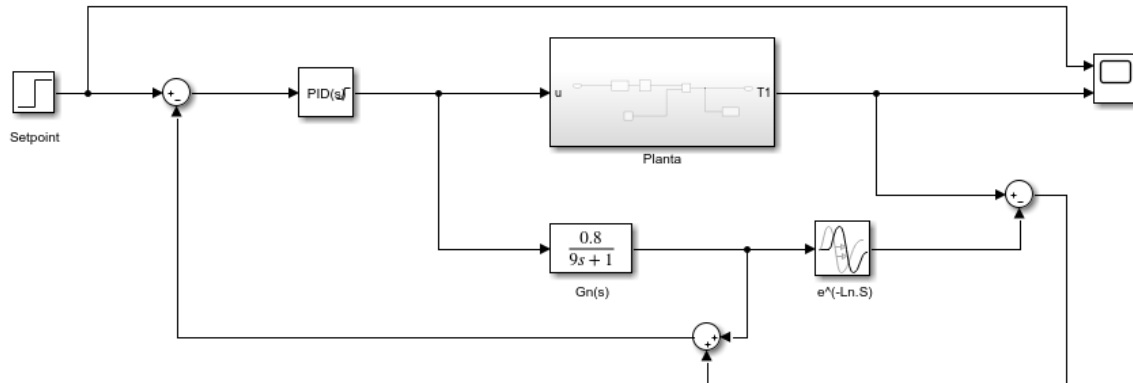 Setpoint
PID(s)
u
T1
Planta
0.8
9s + 1
Gn(s)
e^(-Ln.S)